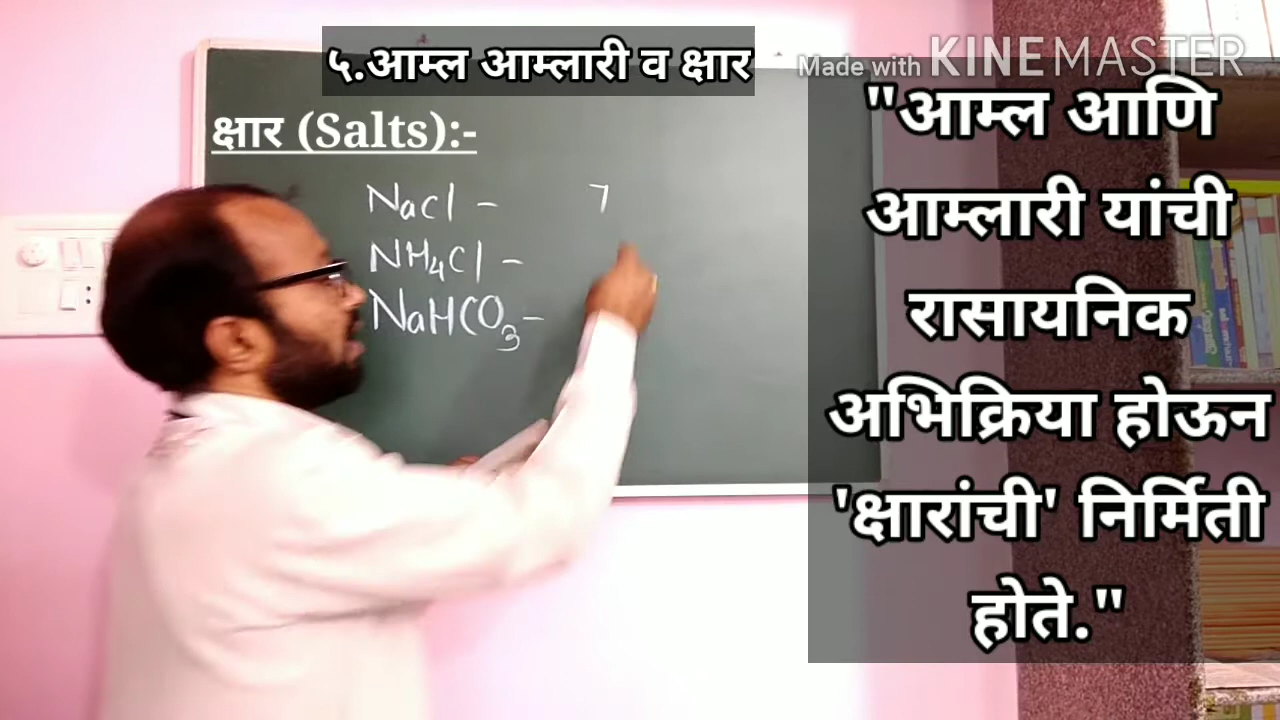 ५.आम्ल आम्लारी व क्षार
Made with KINEMASTER
क्षार (Salts):-
NaCl - 7
NH₄Cl -
NaHCO₃-
"आम्ल आणि
आम्लारी यांची
रासायनिक
अभिक्रिया होऊन
'क्षारांची' निर्मिती
होते."